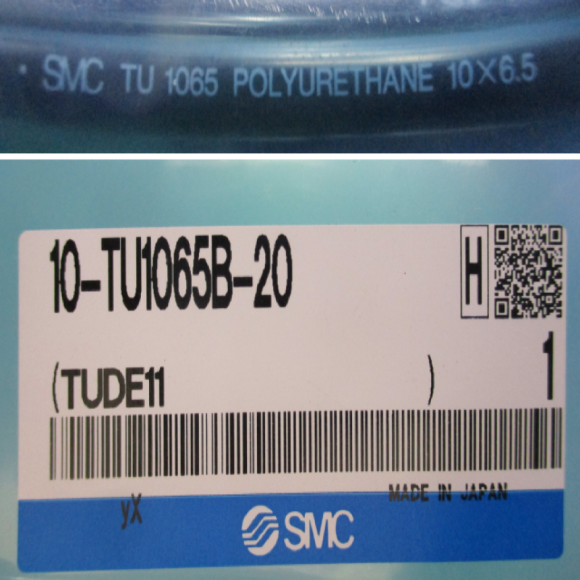 SMC TU 1065 POLYURETHANE 10×6.5
10-TU1065B-20
H
1
(TUDE11 )
MADE IN JAPAN
yX
SMC